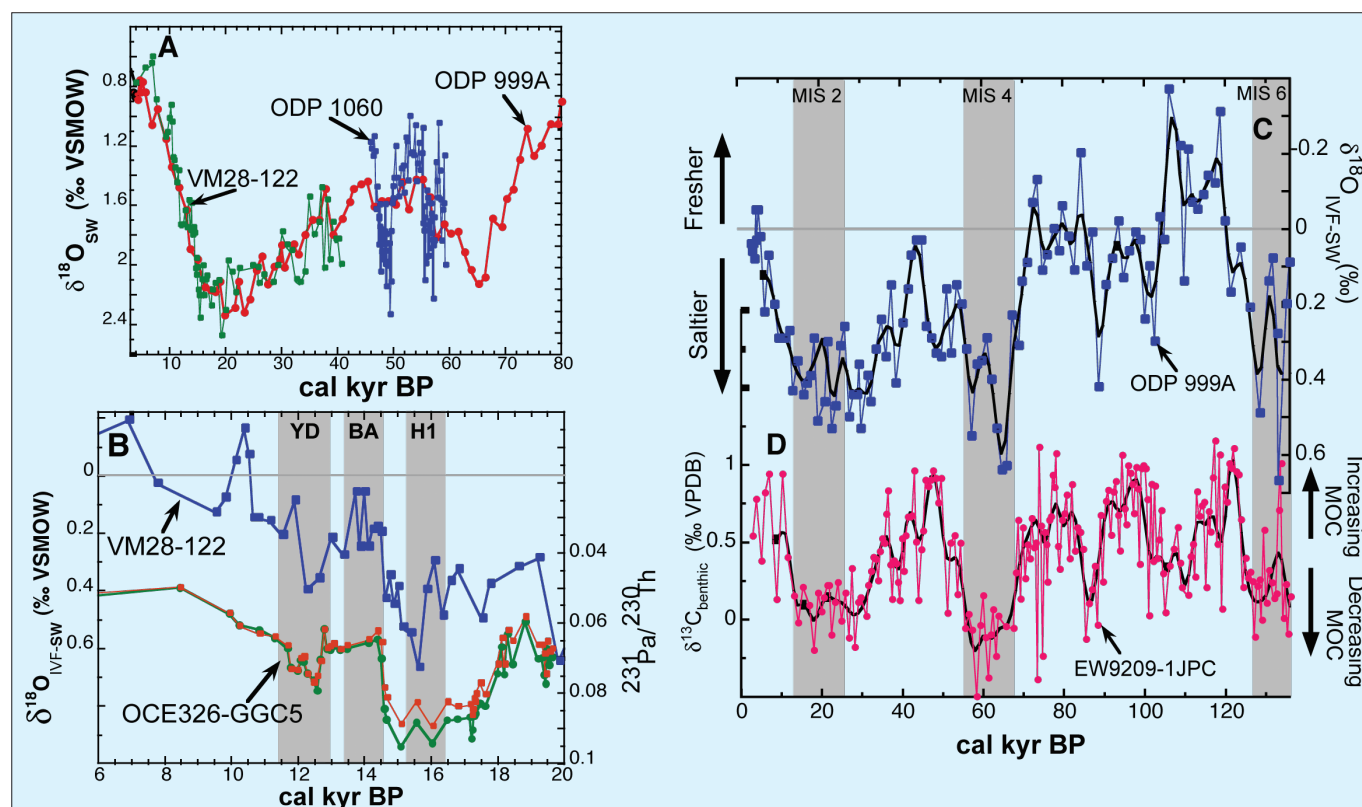 A
ODP 999A
ODP 1060
VM28-122
δ18OSW (‰ VSMOW)
0.8
1.2
1.6
2
2.4
10 20 30 40 50 60 70 80
cal kyr BP
B
YD BA H1
VM28-122
OCE326-GGC5
δ18OIVF-SW (‰ VSMOW)
0
0.2
0.4
0.6
0.04
0.05
0.06
0.07
0.08
0.09
0.1
231Pa/230Th
6 8 10 12 14 16 18 20
cal kyr BP
MIS 2 MIS 4 MIS 6
C
Fresher
Saltier
-0.2
0
0.2
0.4
0.6
δ18OIVF-SW (‰)
ODP 999A
D
1
0.5
0
δ13Cbenthic (‰ VPDB)
Increasing MOC
Decreasing MOC
EW9209-1JPC
0 20 40 60 80 100 120
cal kyr BP